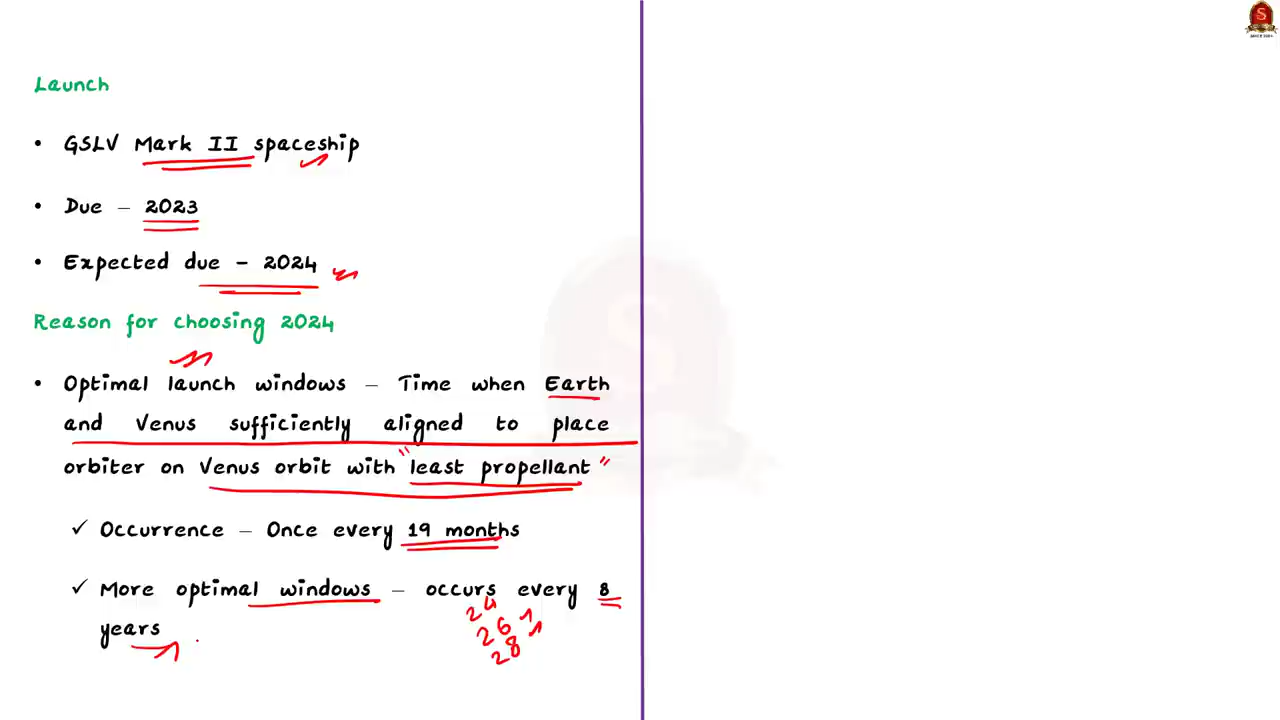 Launch
• GSLV Mark II spaceship
• Due – 2023
• Expected due – 2024
Reason for choosing 2024
• Optimal launch windows – Time when Earth
and Venus sufficiently aligned to place
orbiter on Venus orbit with "least propellant"
✓ Occurrence – Once every 19 months
✓ More optimal windows – occurs every 8
years
24
26
28
S